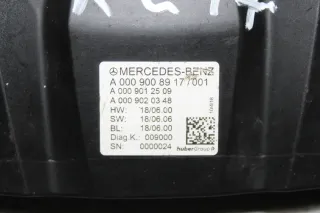 MERCEDES-BENZ
A 000 900 89 17 / 001
A 000 901 25 09
A 000 902 03 48
HW: 18/06.00
SW: 18/06.06
BL: 18/06.00
Diag.K.: 009000
SN: 0000024
huberGroup